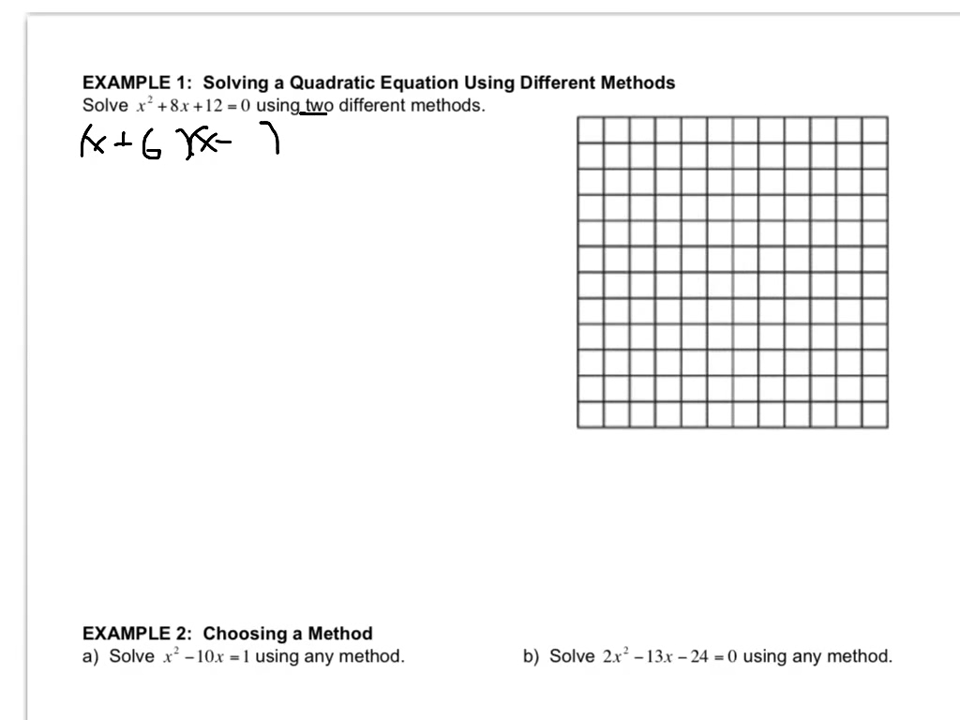 EXAMPLE 1: Solving a Quadratic Equation Using Different Methods
Solve x² + 8x + 12 = 0 using two different methods.
(x + 6)(x - )
EXAMPLE 2: Choosing a Method
a) Solve x² – 10x = 1 using any method.
b) Solve 2x² – 13x – 24 = 0 using any method.